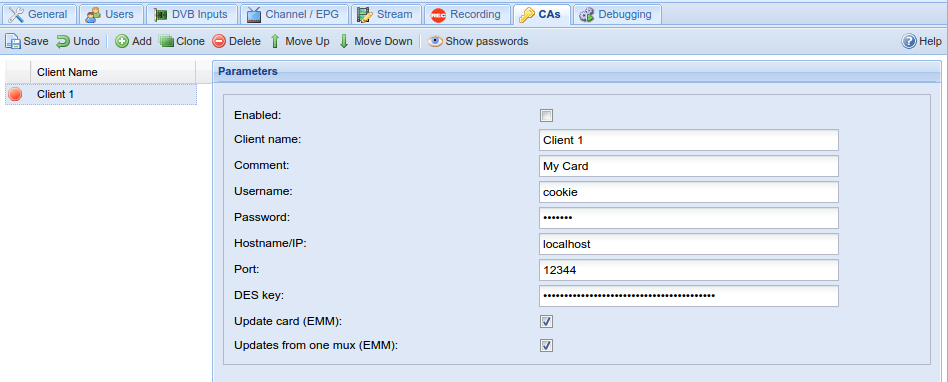 General Users DVB Inputs Channel / EPG Stream REC Recording CAs Debugging
Save Undo Add Clone Delete Move Up Move Down Show passwords Help
Client Name
Client 1
Parameters
Enabled:
Client name: Client 1
Comment: My Card
Username: cookie
Password: •••••••
Hostname/IP: localhost
Port: 12344
DES key: •••••••••••••••••••••••••••••••••••••••••
Update card (EMM):
Updates from one mux (EMM):